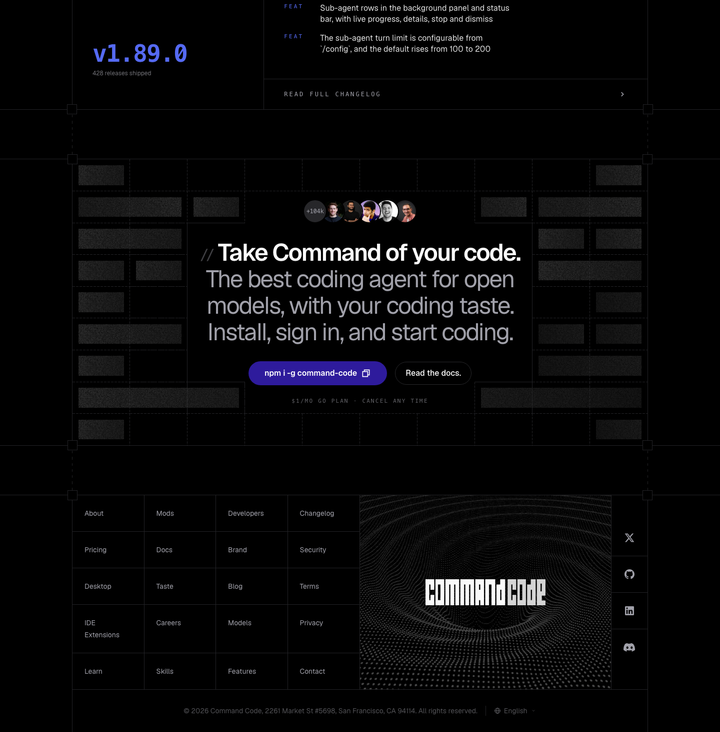 FEAT
Sub-agent rows in the background panel and status
bar, with live progress, details, stop and dismiss
FEAT
The sub-agent turn limit is configurable from
`/config`, and the default rises from 100 to 200
v1.89.0
428 releases shipped
READ FULL CHANGELOG
+104k
// Take Command of your code.
The best coding agent for open
models, with your coding taste.
Install, sign in, and start coding.
npm i -g command-code
Read the docs.
$1/MO GO PLAN · CANCEL ANY TIME
About
Mods
Developers
Changelog
Pricing
Docs
Brand
Security
Desktop
Taste
Blog
Terms
IDE
Extensions
Careers
Models
Privacy
Learn
Skills
Features
Contact
commandcode
© 2026 Command Code, 2261 Market St #5698, San Francisco, CA 94114. All rights reserved.
English